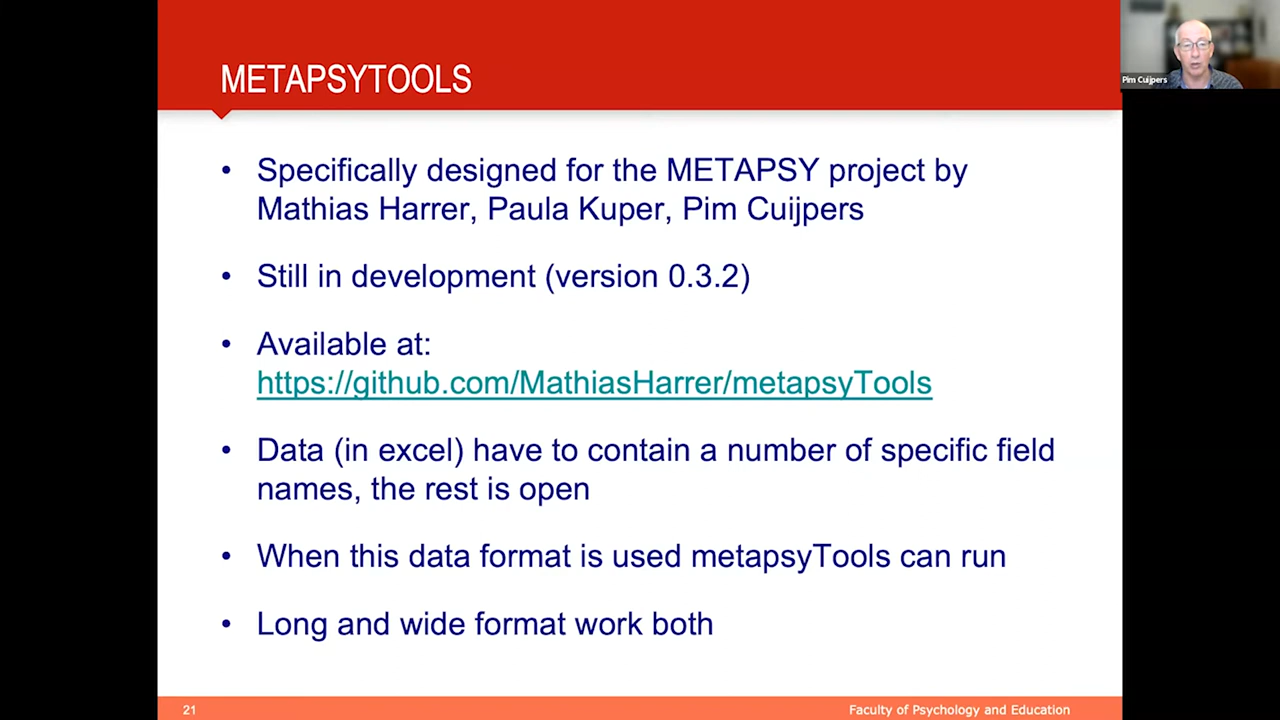 METAPSYTOOLS
Pim Cuijpers
• Specifically designed for the METAPSY project by
Mathias Harrer, Paula Kuper, Pim Cuijpers
• Still in development (version 0.3.2)
• Available at:
https://github.com/MathiasHarrer/metapsyTools
• Data (in excel) have to contain a number of specific field
names, the rest is open
• When this data format is used metapsyTools can run
• Long and wide format work both
21
Faculty of Psychology and Education